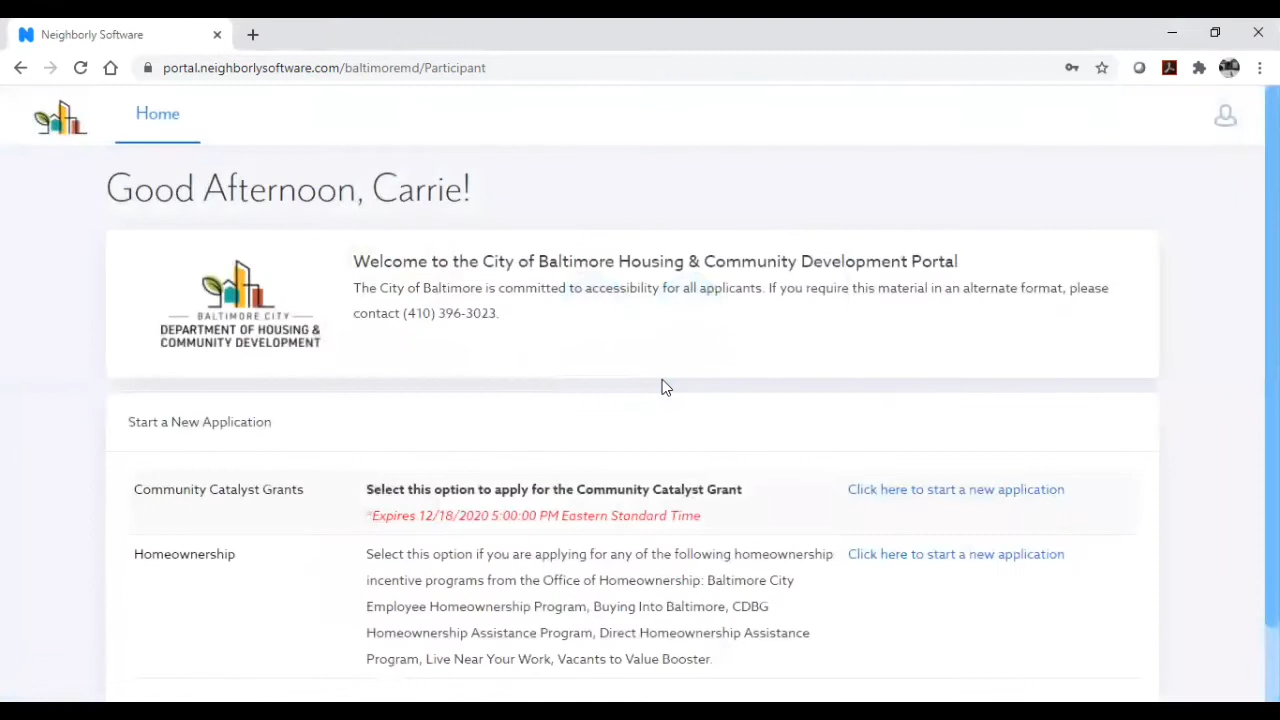 Neighborly Software
portal.neighborlysoftware.com/baltimoremd/Participant
Home
Good Afternoon, Carrie!
BALTIMORE CITY
DEPARTMENT OF HOUSING &
COMMUNITY DEVELOPMENT
Welcome to the City of Baltimore Housing & Community Development Portal
The City of Baltimore is committed to accessibility for all applicants. If you require this material in an alternate format, please
contact (410) 396-3023.
Start a New Application
Community Catalyst Grants
Select this option to apply for the Community Catalyst Grant
*Expires 12/18/2020 5:00:00 PM Eastern Standard Time
Click here to start a new application
Homeownership
Select this option if you are applying for any of the following homeownership
incentive programs from the Office of Homeownership: Baltimore City
Employee Homeownership Program, Buying Into Baltimore, CDBG
Homeownership Assistance Program, Direct Homeownership Assistance
Program, Live Near Your Work, Vacants to Value Booster.
Click here to start a new application